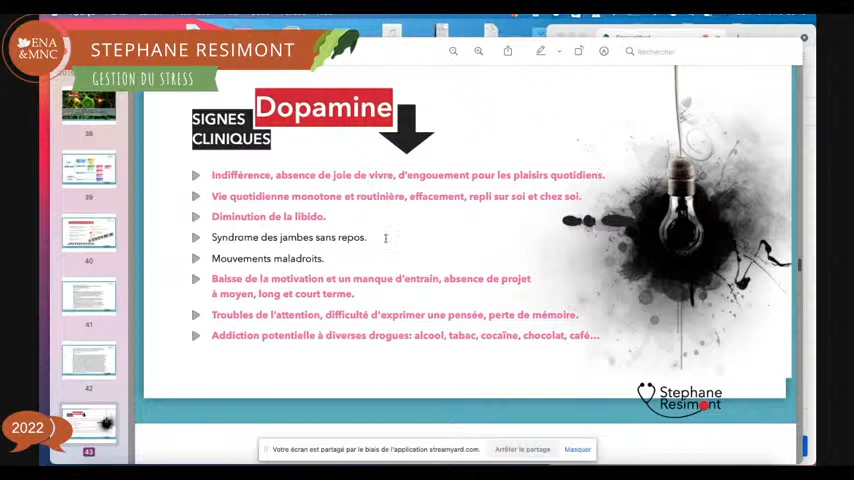 ENA
&MNC
STEPHANE RESIMONT
GESTION DU STRESS
Rechercher
SIGNES
CLINIQUES
Dopamine
Indifférence, absence de joie de vivre, d'engouement pour les plaisirs quotidiens.
Vie quotidienne monotone et routinière, effacement, repli sur soi et chez soi.
Diminution de la libido.
Syndrome des jambes sans repos.
Mouvements maladroits.
Baisse de la motivation et un manque d'entrain, absence de projet
à moyen, long et court terme.
Troubles de l'attention, difficulté d'exprimer une pensée, perte de mémoire.
Addiction potentielle à diverses drogues: alcool, tabac, cocaïne, chocolat, café...
38
39
40
41
42
43
Stephane
Resimont
2022
Votre écran est partagé par le biais de l'application streamyard.com.
Arrêter le partage
Masquer